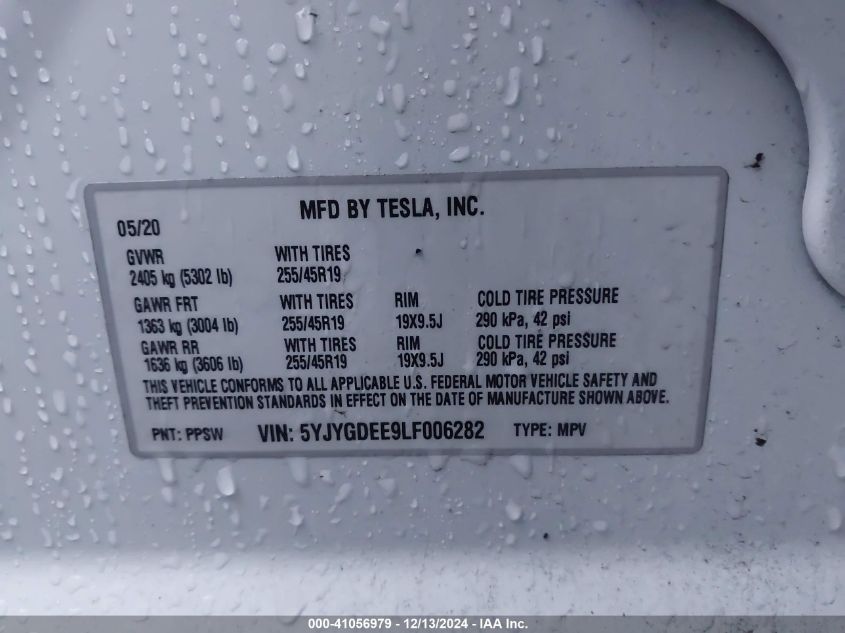 MFD BY TESLA, INC.
05/20
GVWR WITH TIRES
2405 kg (5302 lb) 255/45R19
GAWR FRT WITH TIRES RIM COLD TIRE PRESSURE
1363 kg (3004 lb) 255/45R19 19X9.5J 290 kPa, 42 psi
GAWR RR WITH TIRES RIM COLD TIRE PRESSURE
1636 kg (3606 lb) 255/45R19 19X9.5J 290 kPa, 42 psi
THIS VEHICLE CONFORMS TO ALL APPLICABLE U.S. FEDERAL MOTOR VEHICLE SAFETY AND
THEFT PREVENTION STANDARDS IN EFFECT ON THE DATE OF MANUFACTURE SHOWN ABOVE.
PNT: PPSW VIN: 5YJYGDEE9LF006282 TYPE: MPV
000-41056979 - 12/13/2024 - IAA Inc.